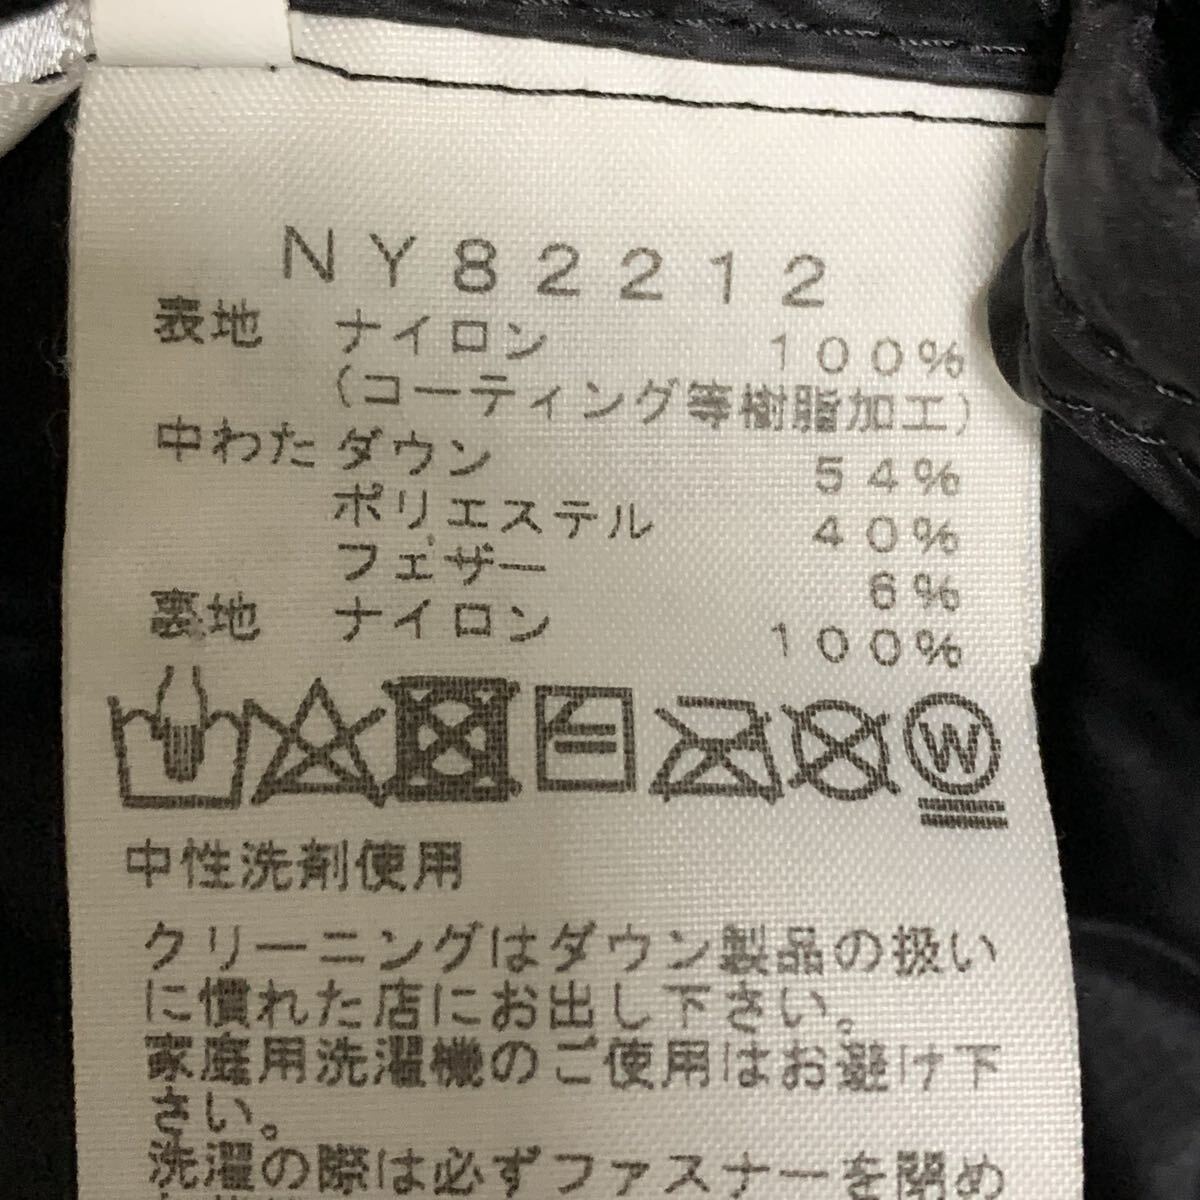 NY82212
表地 ナイロン 100%
(コーティング等樹脂加工)
中わた ダウン 54%
ポリエステル 40%
フェザー 6%
裏地 ナイロン 100%
W
中性洗剤使用
クリーニングはダウン製品の扱い
に慣れた店にお出し下さい。
家庭用洗濯機のご使用はお避け下
さい。
洗濯の際は必ずファスナーを閉め